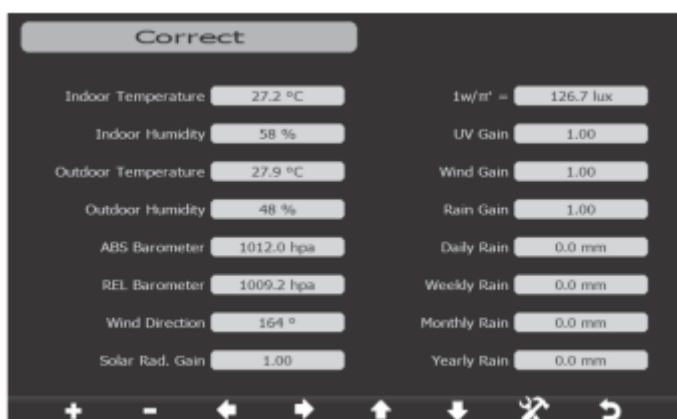 Correct
Indoor Temperature 27.2 °C
Indoor Humidity 58 %
Outdoor Temperature 27.9 °C
Outdoor Humidity 48 %
ABS Barometer 1012.0 hpa
REL Barometer 1009.2 hpa
Wind Direction 164 °
Solar Rad. Gain 1.00
1w/㎡ = 126.7 lux
UV Gain 1.00
Wind Gain 1.00
Rain Gain 1.00
Daily Rain 0.0 mm
Weekly Rain 0.0 mm
Monthly Rain 0.0 mm
Yearly Rain 0.0 mm